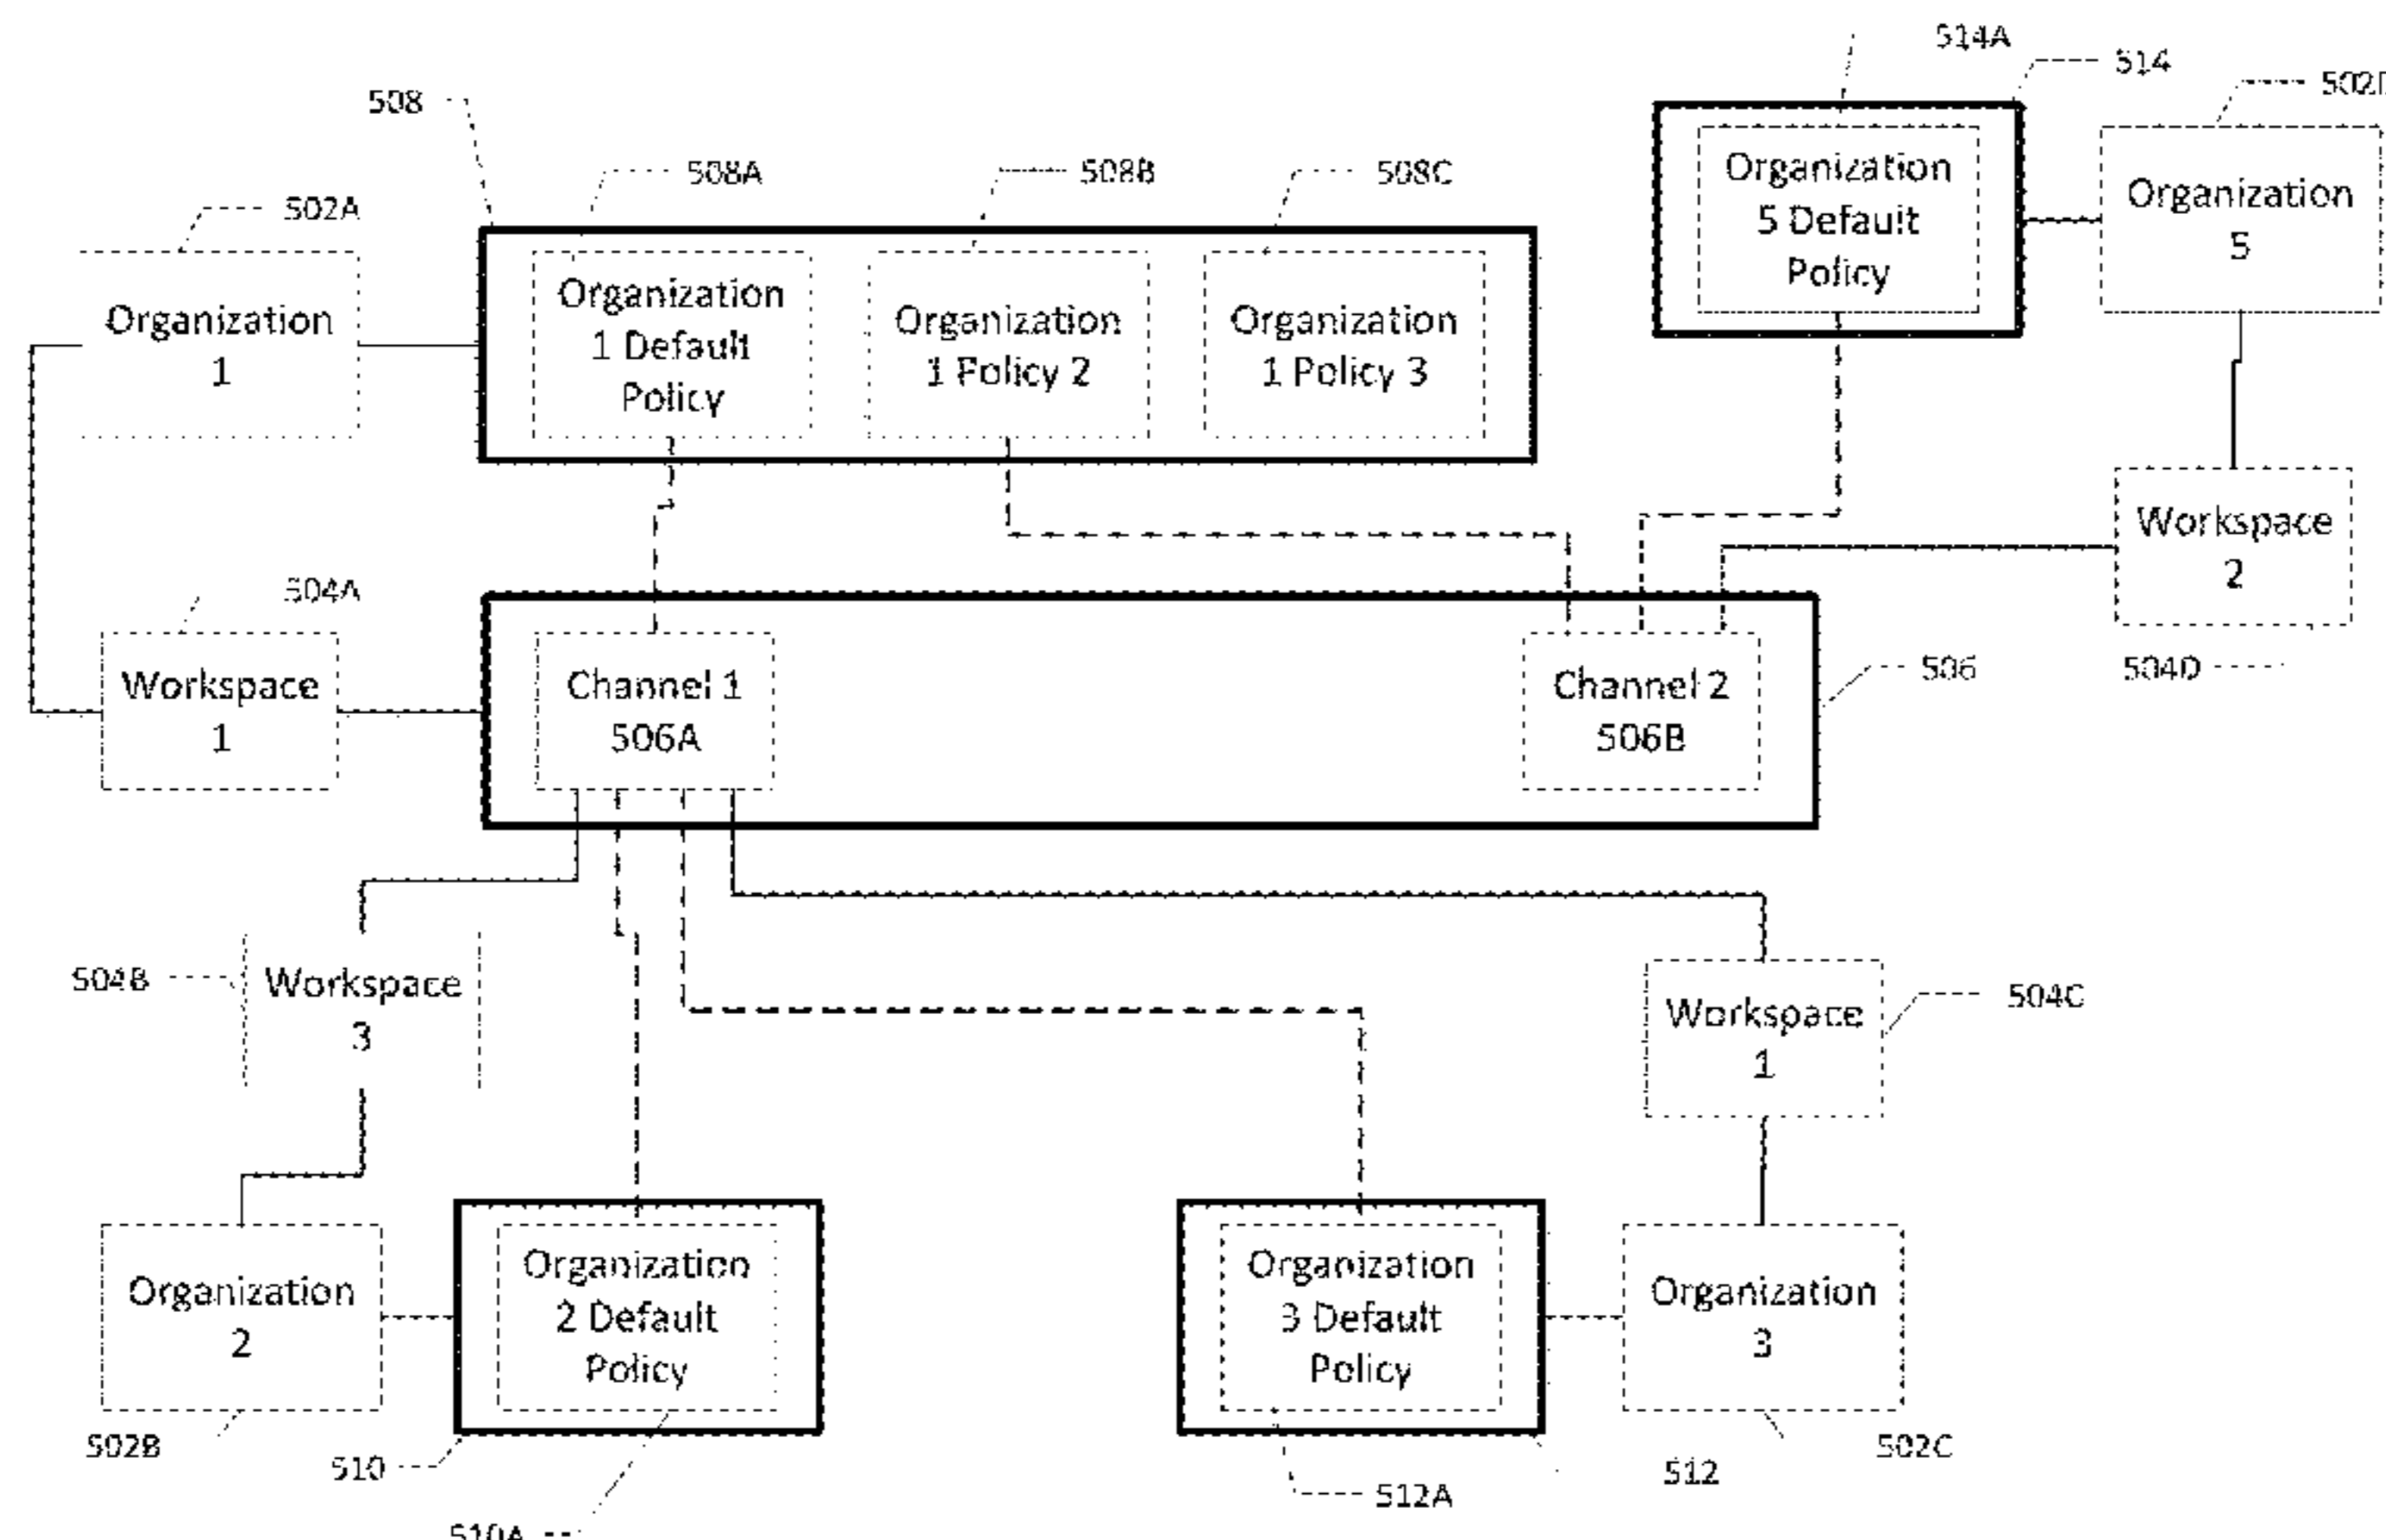 514A
514
508
508A
508B
508C
502A
Organization
5 Default
Policy
Organization
5
Organization
1
Organization
1 Default
Policy
Organization
1 Policy 2
Organization
1 Policy 3
Workspace
2
504A
504D
Workspace
1
Channel 1
506A
Channel 2
506B
506
504B
Workspace
3
Workspace
1
504C
Organization
2
Organization
2 Default
Policy
Organization
3 Default
Policy
Organization
3
502B
510
510A
512A
512
502C